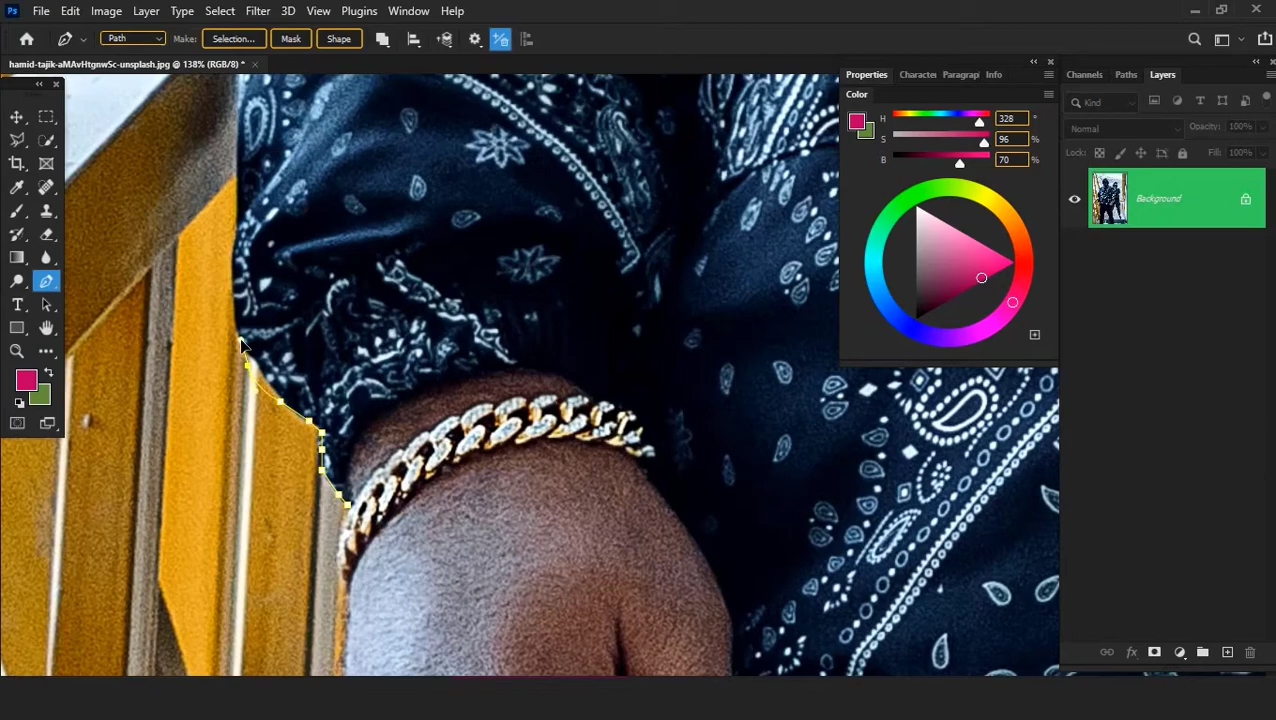 Ps File Edit Image Layer Type Select Filter 3D View Plugins Window Help
Path Make: Selection... Mask Shape
hamid-tajik-aMAvHtgnwSc-unsplash.jpg @ 138% (RGB/8) *
Properties Character Paragrap Info
Color
H 328 °
S 96 %
B 70 %
Channels Paths Layers
Kind
Normal Opacity: 100%
Lock: Fill: 100%
Background